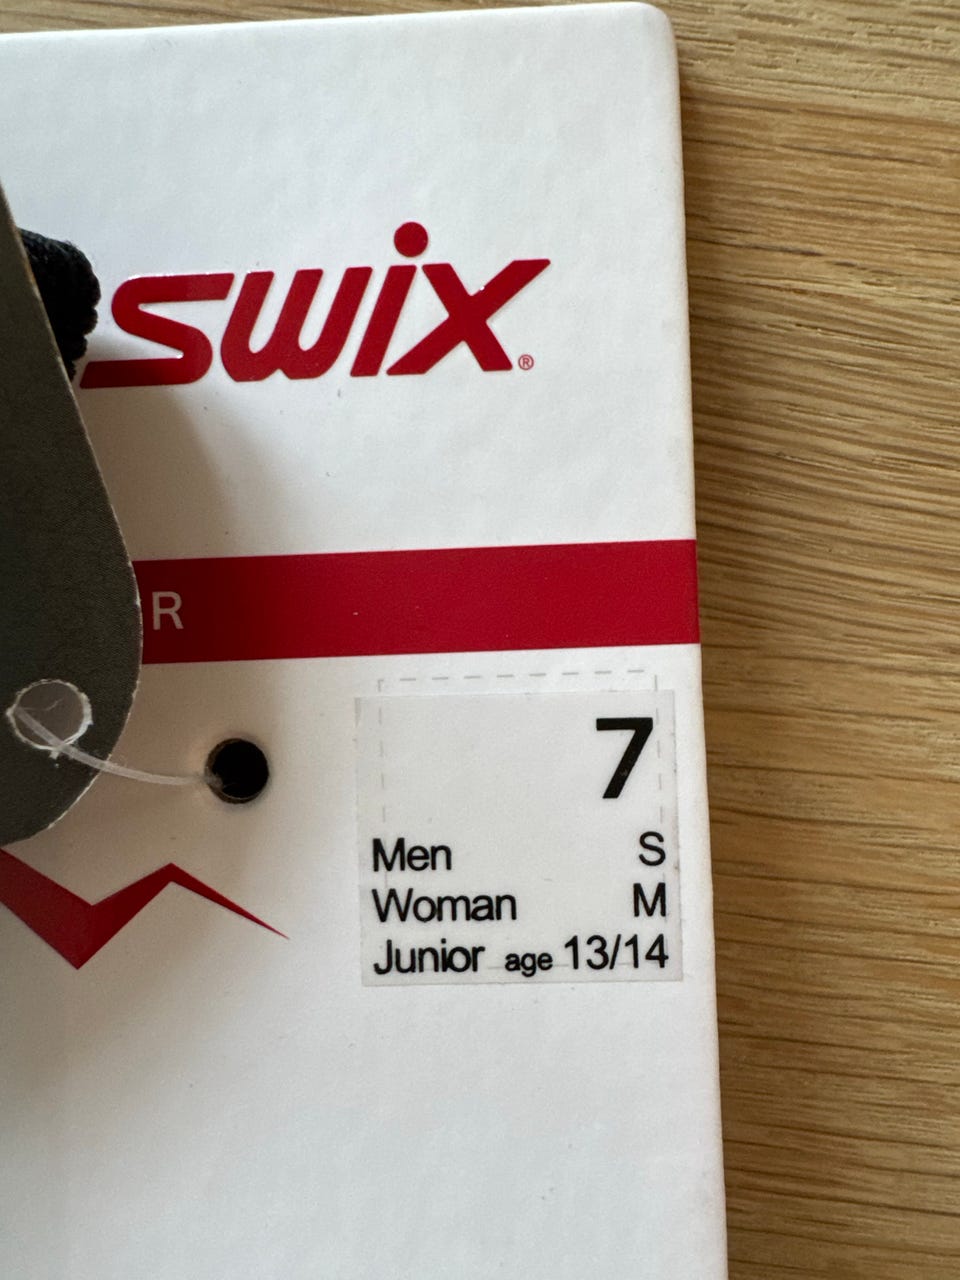 swix®
R
7
Men S
Woman M
Junior age 13/14